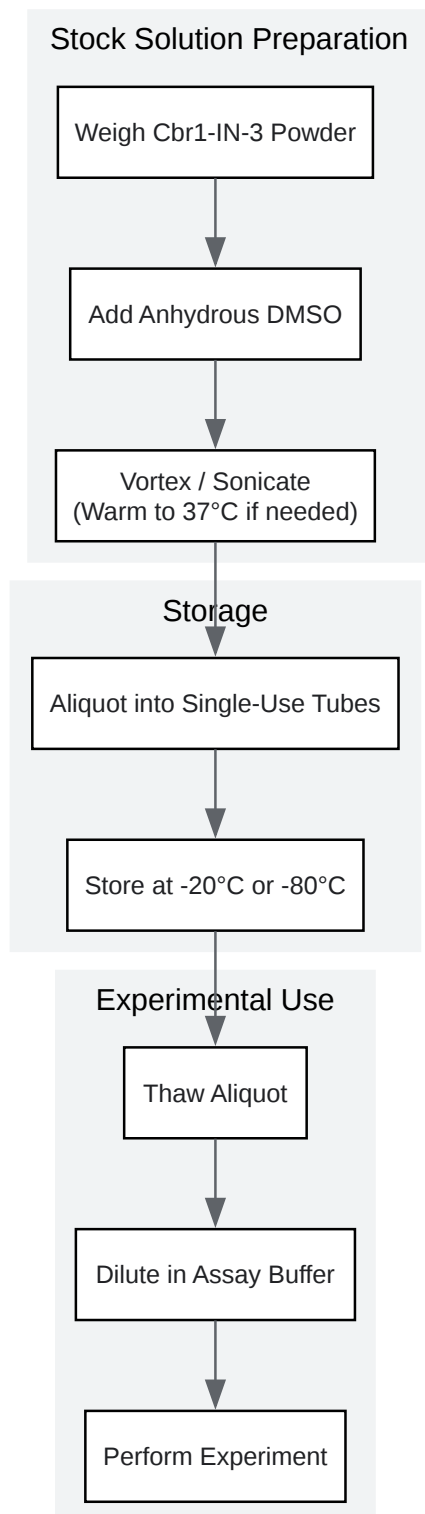 Stock Solution Preparation
Weigh Cbr1-IN-3 Powder
Add Anhydrous DMSO
Vortex / Sonicate
(Warm to 37°C if needed)
Storage
Aliquot into Single-Use Tubes
Store at -20°C or -80°C
Experimental Use
Thaw Aliquot
Dilute in Assay Buffer
Perform Experiment